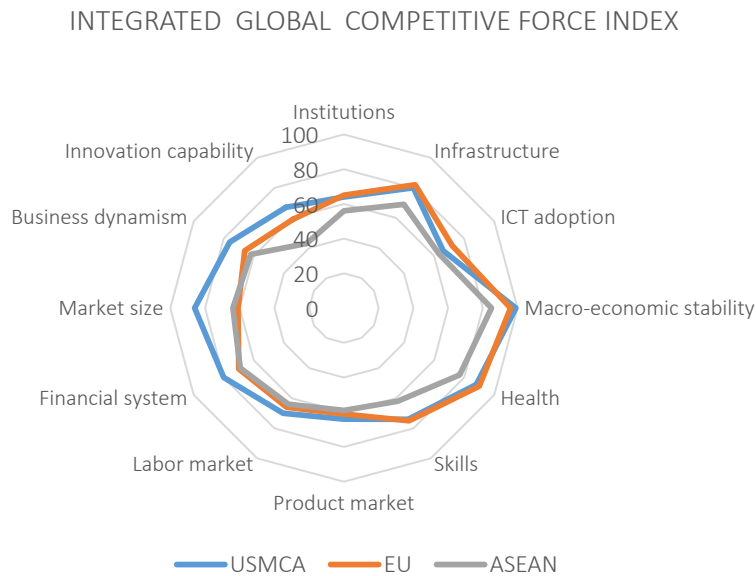 INTEGRATED GLOBAL COMPETITIVE FORCE INDEX
Institutions
100
Innovation capability
Infrastructure
80
60
Business dynamism
ICT adoption
40
20
Market size
0
Macro-economic stability
Financial system
Health
Labor market
Skills
Product market
USMCA EU ASEAN